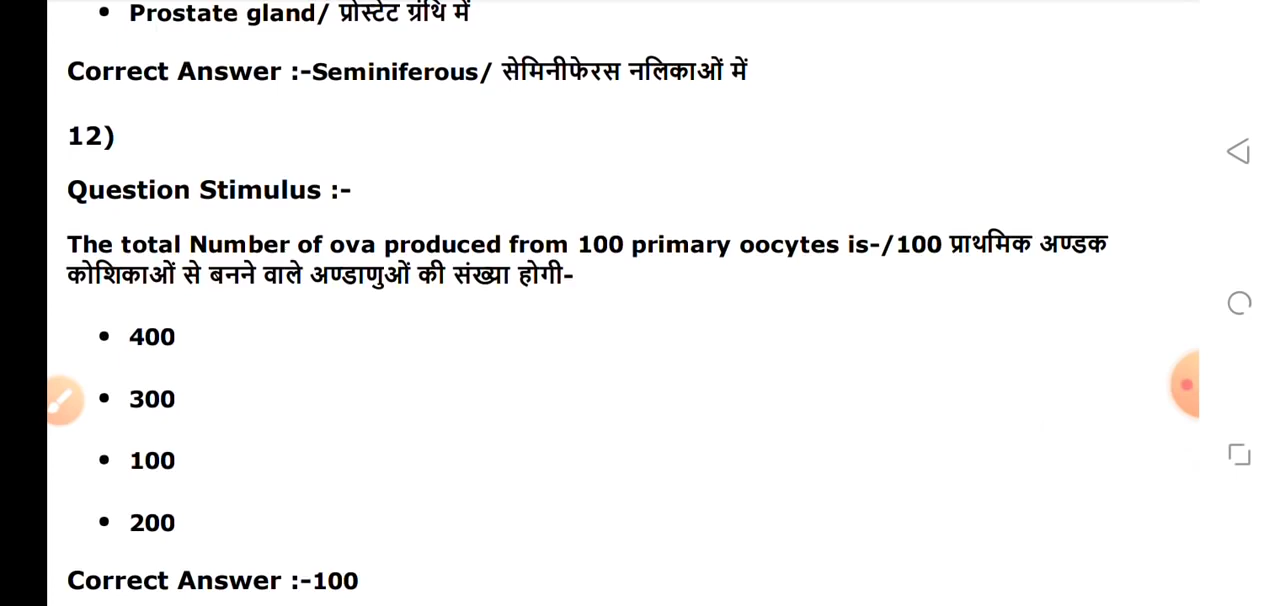 • Prostate gland/ प्रोस्टेट ग्रंथि में
Correct Answer :-Seminiferous/ सेमिनीफेरस नलिकाओं में
12)
Question Stimulus :-
The total Number of ova produced from 100 primary oocytes is-/100 प्राथमिक अण्डक
कोशिकाओं से बनने वाले अण्डाणुओं की संख्या होगी-
• 400
• 300
• 100
• 200
Correct Answer :-100